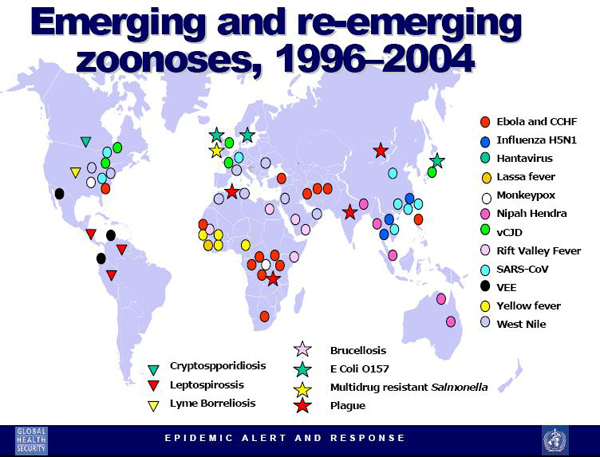 Emerging and re-emerging
zoonoses, 1996–2004
Ebola and CCHF
Influenza H5N1
Hantavirus
Lassa fever
Monkeypox
Nipah Hendra
vCJD
Rift Valley Fever
SARS-CoV
VEE
Yellow fever
West Nile
Cryptospporidiosis
Leptospirossis
Lyme Borreliosis
Brucellosis
E Coli O157
Multidrug resistant Salmonella
Plague
GLOBAL
HEALTH
SECURITY
EPIDEMIC ALERT AND RESPONSE